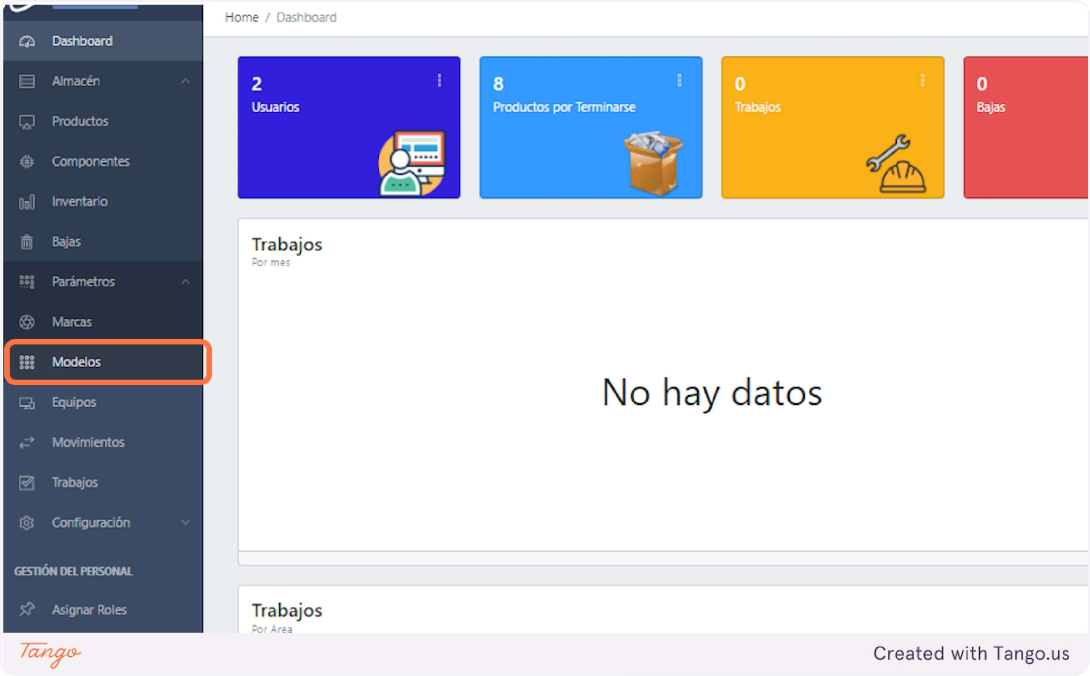 Home / Dashboard
Dashboard
Almacén
Productos
Componentes
Inventario
Bajas
Parámetros
Marcas
Modelos
Equipos
Movimientos
Trabajos
Configuración
GESTIÓN DEL PERSONAL
Asignar Roles
2
Usuarios
8
Productos por Terminarse
0
Trabajos
0
Bajas
Trabajos
Por mes
No hay datos
Trabajos
Por Area
Tango
Created with Tango.us